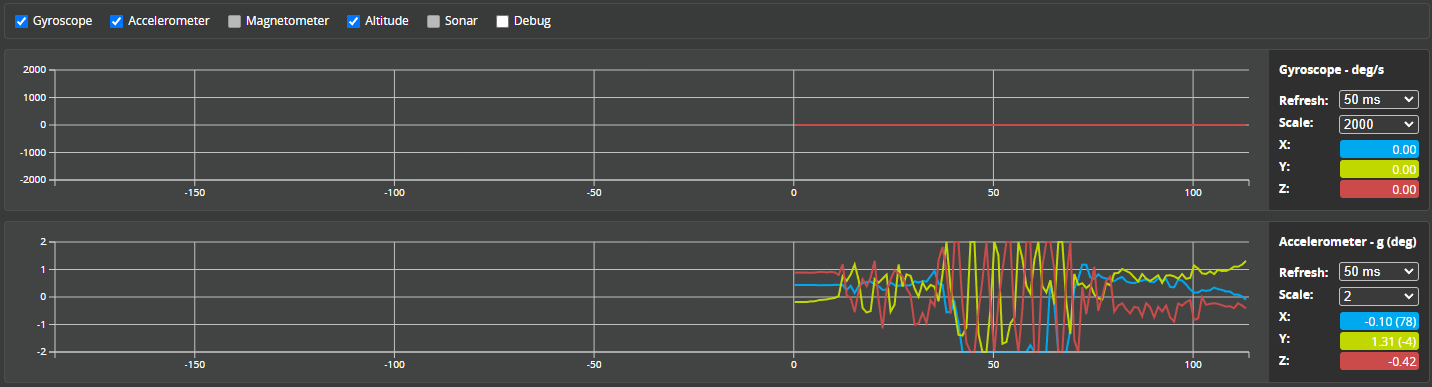 Gyroscope Accelerometer Magnetometer Altitude Sonar Debug
2000
1000
0
-1000
-2000
-150 -100 -50 0 50 100
Gyroscope - deg/s
Refresh: 50 ms
Scale: 2000
X: 0.00
Y: 0.00
Z: 0.00
2
1
0
-1
-2
-150 -100 -50 0 50 100
Accelerometer - g (deg)
Refresh: 50 ms
Scale: 2
X: -0.10 (78)
Y: 1.31 (-4)
Z: -0.42